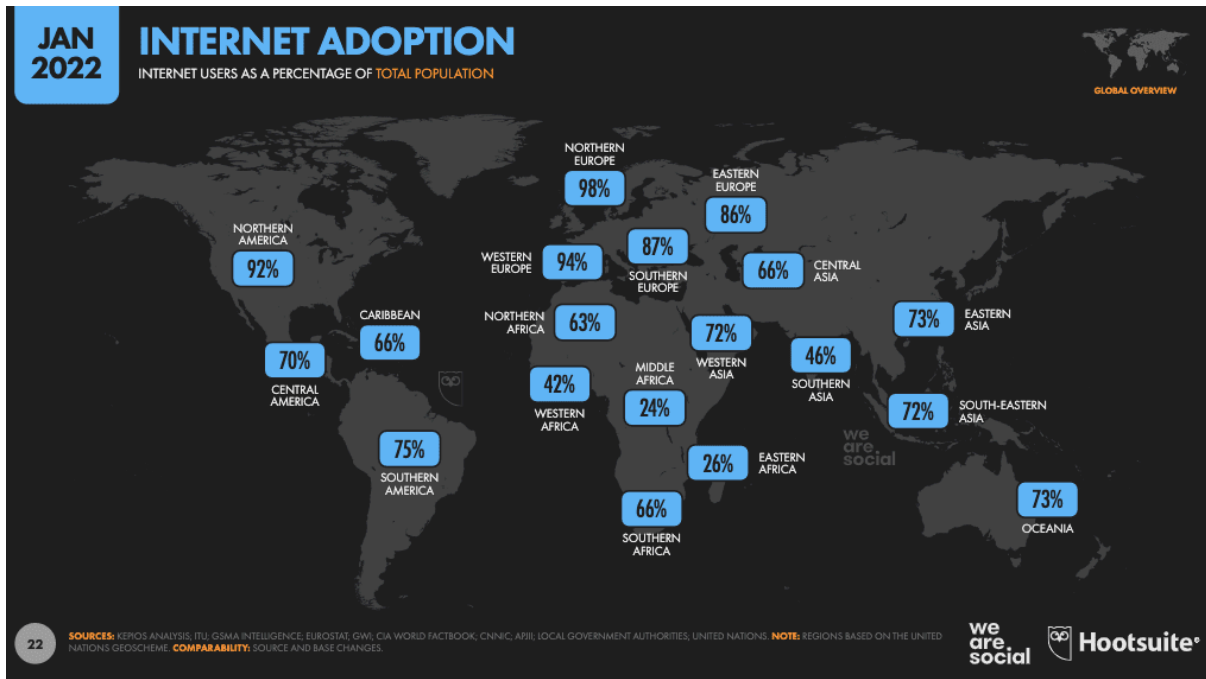 JAN
2022
INTERNET ADOPTION
INTERNET USERS AS A PERCENTAGE OF TOTAL POPULATION
GLOBAL OVERVIEW
NORTHERN
EUROPE
98%
EASTERN
EUROPE
86%
NORTHERN
AMERICA
92%
WESTERN
EUROPE
94%
87%
SOUTHERN
EUROPE
66%
CENTRAL
ASIA
CARIBBEAN
66%
NORTHERN
AFRICA
63%
72%
WESTERN
ASIA
73%
EASTERN
ASIA
70%
CENTRAL
AMERICA
42%
WESTERN
AFRICA
MIDDLE
AFRICA
24%
46%
SOUTHERN
ASIA
72%
SOUTH-EASTERN
ASIA
75%
SOUTHERN
AMERICA
26%
EASTERN
AFRICA
we
are
social
66%
SOUTHERN
AFRICA
73%
OCEANIA
22
SOURCES: KEPIOS ANALYSIS; ITU; GSMA INTELLIGENCE; EUROSTAT; GWI; CIA WORLD FACTBOOK; CNNIC; APJII; LOCAL GOVERNMENT AUTHORITIES; UNITED NATIONS. NOTE: REGIONS BASED ON THE UNITED
NATIONS GEOSCHEME. COMPARABILITY: SOURCE AND BASE CHANGES.
we
are.
social
Hootsuite®